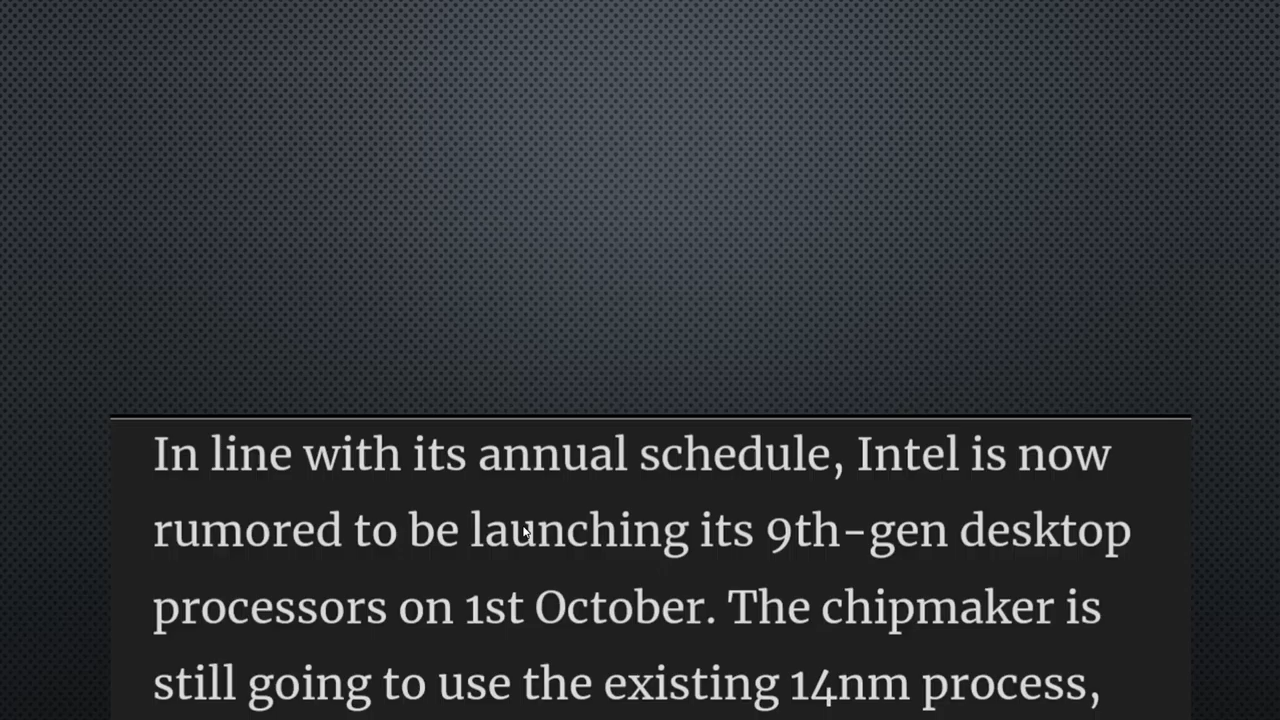 In line with its annual schedule, Intel is now
rumored to be launching its 9th-gen desktop
processors on 1st October. The chipmaker is
still going to use the existing 14nm process,